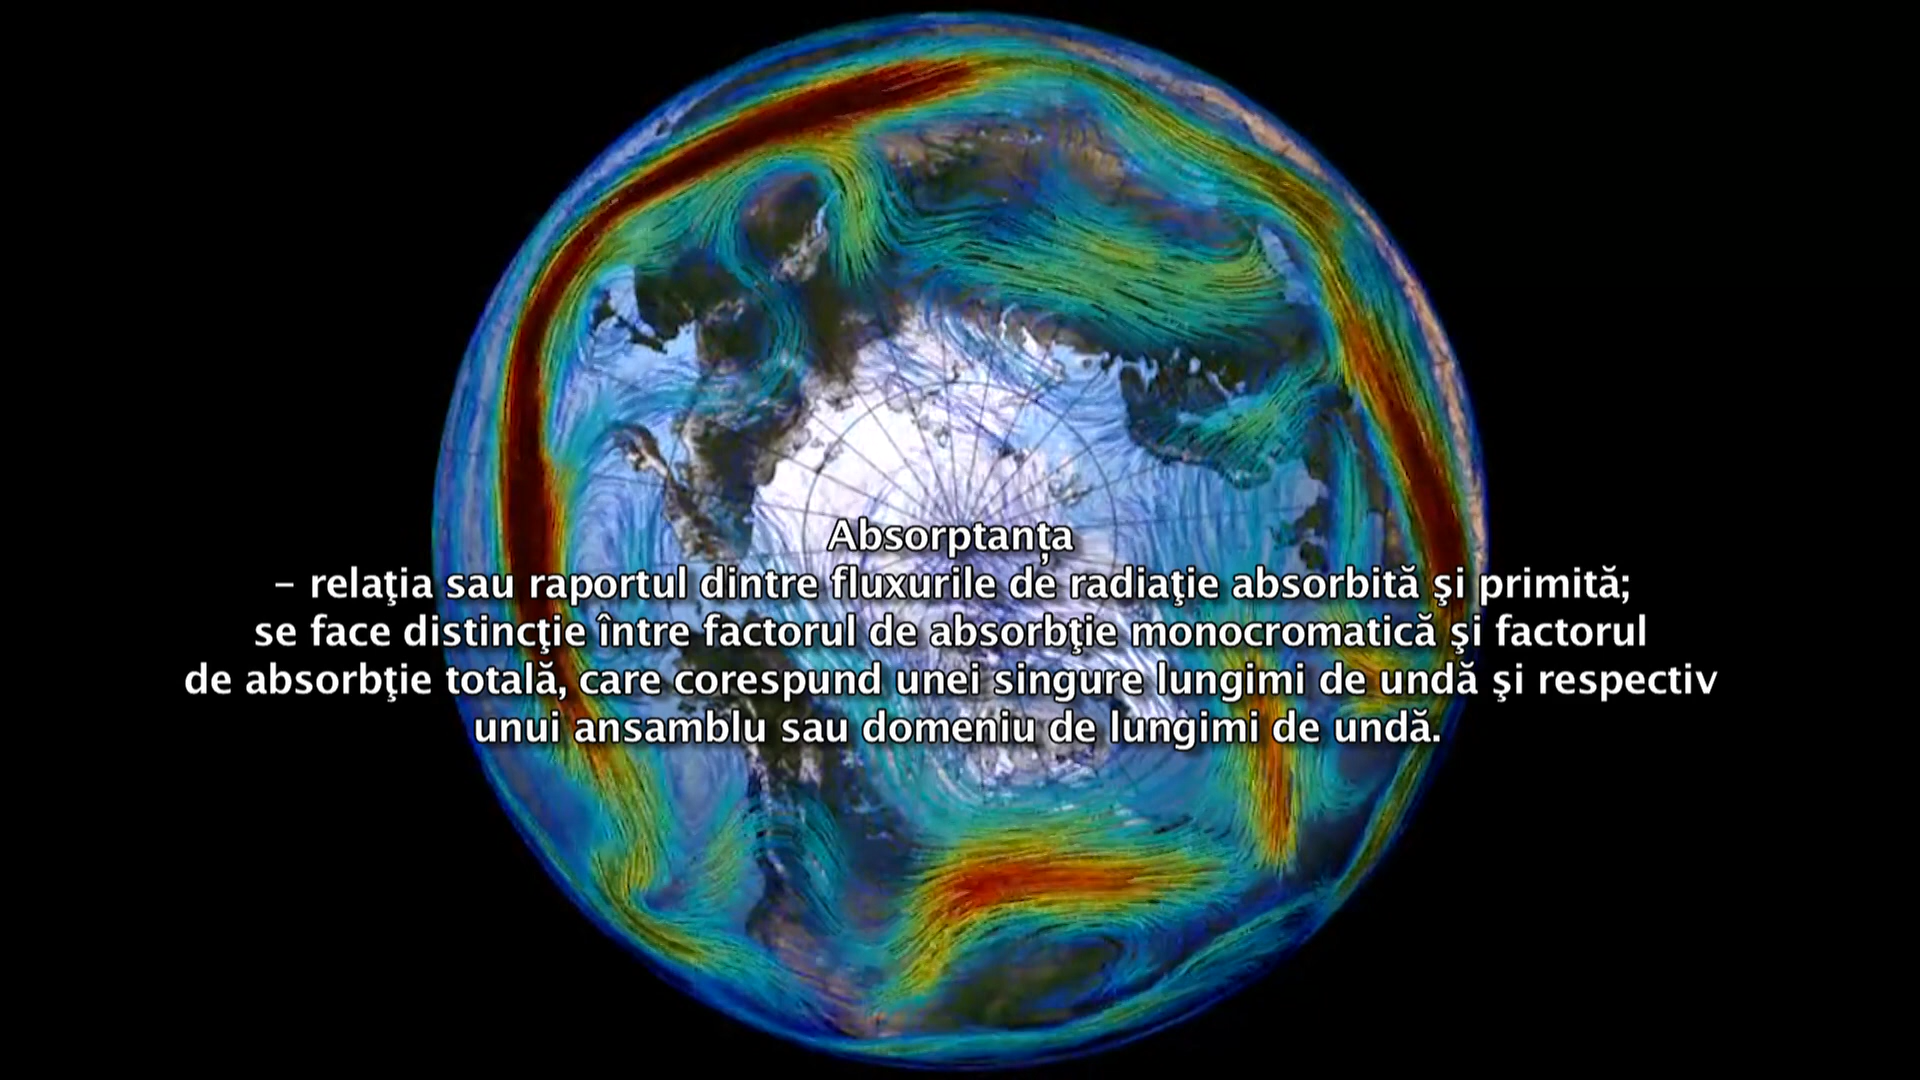 Absorptanța
– relaţia sau raportul dintre fluxurile de radiaţie absorbită şi primită;
se face distincţie între factorul de absorbţie monocromatică şi factorul
de absorbţie totală, care corespund unei singure lungimi de undă şi respectiv
unui ansamblu sau domeniu de lungimi de undă.